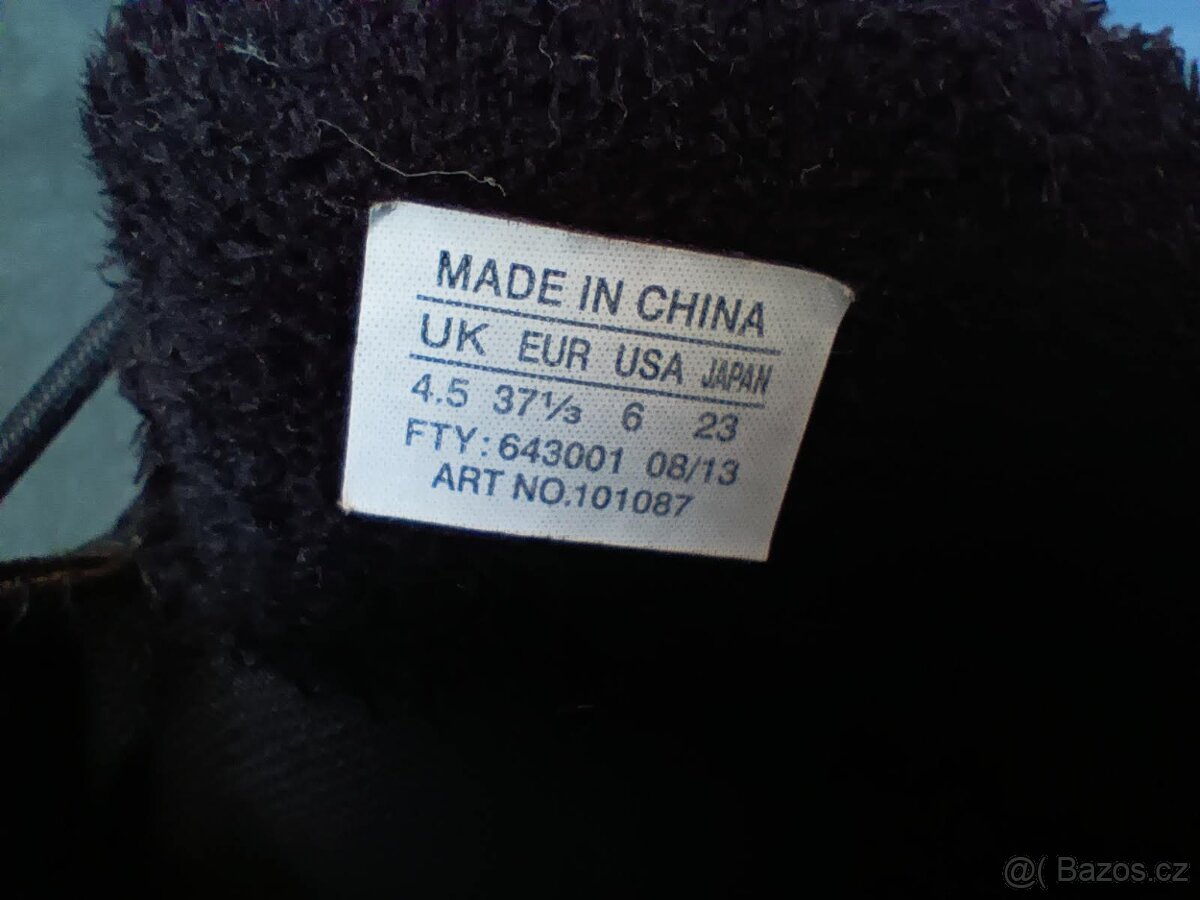 MADE IN CHINA
UK EUR USA JAPAN
4.5 37⅓ 6 23
FTY: 643001 08/13
ART NO.101087
@( Bazos.cz